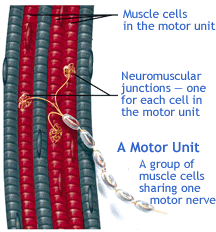 Muscle cells
in the motor unit
Neuromuscular
junctions — one
for each cell in
the motor unit
A Motor Unit
A group of
muscle cells
sharing one
motor nerve